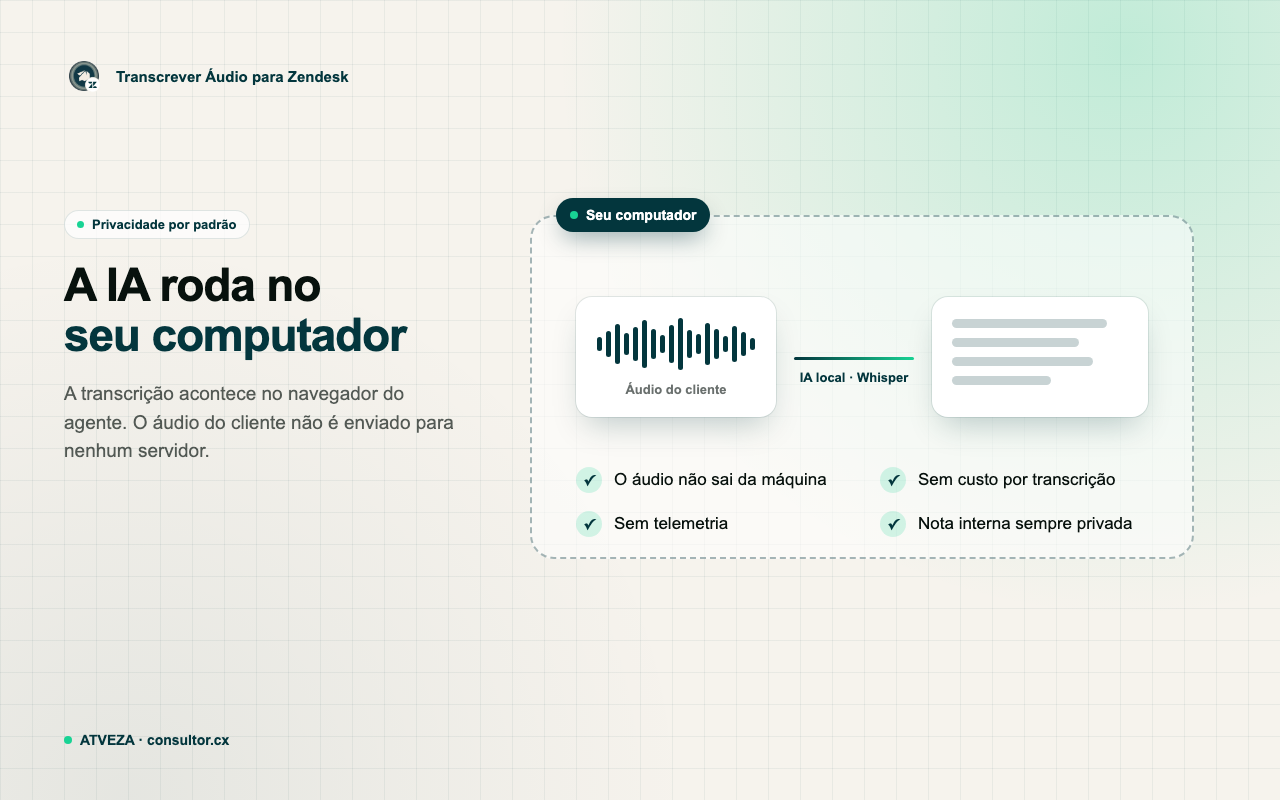 Transcrever Áudio para Zendesk
Privacidade por padrão
A IA roda no
seu computador
A transcrição acontece no navegador do
agente. O áudio do cliente não é enviado para
nenhum servidor.
Seu computador
Áudio do cliente
IA local · Whisper
O áudio não sai da máquina
Sem custo por transcrição
Sem telemetria
Nota interna sempre privada
ATVEZA · consultor.cx